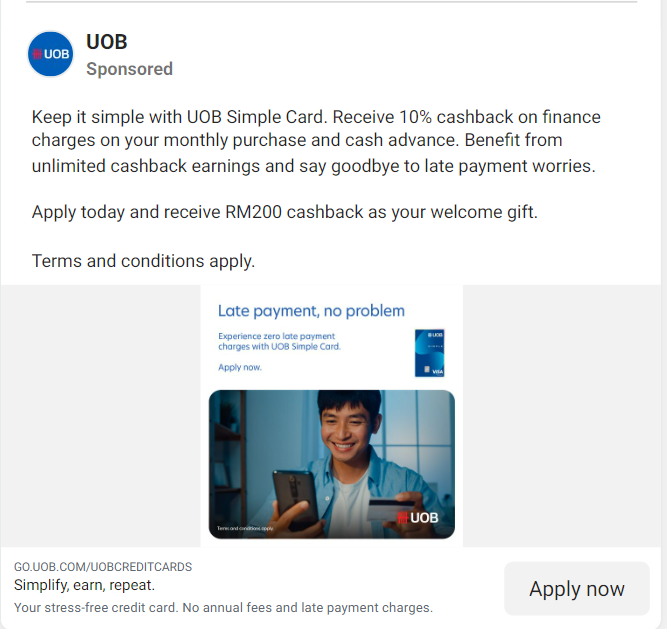 UOB
UOB
Sponsored
Keep it simple with UOB Simple Card. Receive 10% cashback on finance
charges on your monthly purchase and cash advance. Benefit from
unlimited cashback earnings and say goodbye to late payment worries.
Apply today and receive RM200 cashback as your welcome gift.
Terms and conditions apply.
Late payment, no problem
Experience zero late payment
charges with UOB Simple Card.
Apply now.
UOB
SIMPLE
VISA
UOB
Terms and conditions apply.
GO.UOB.COM/UOBCREDITCARDS
Simplify, earn, repeat.
Your stress-free credit card. No annual fees and late payment charges.
Apply now